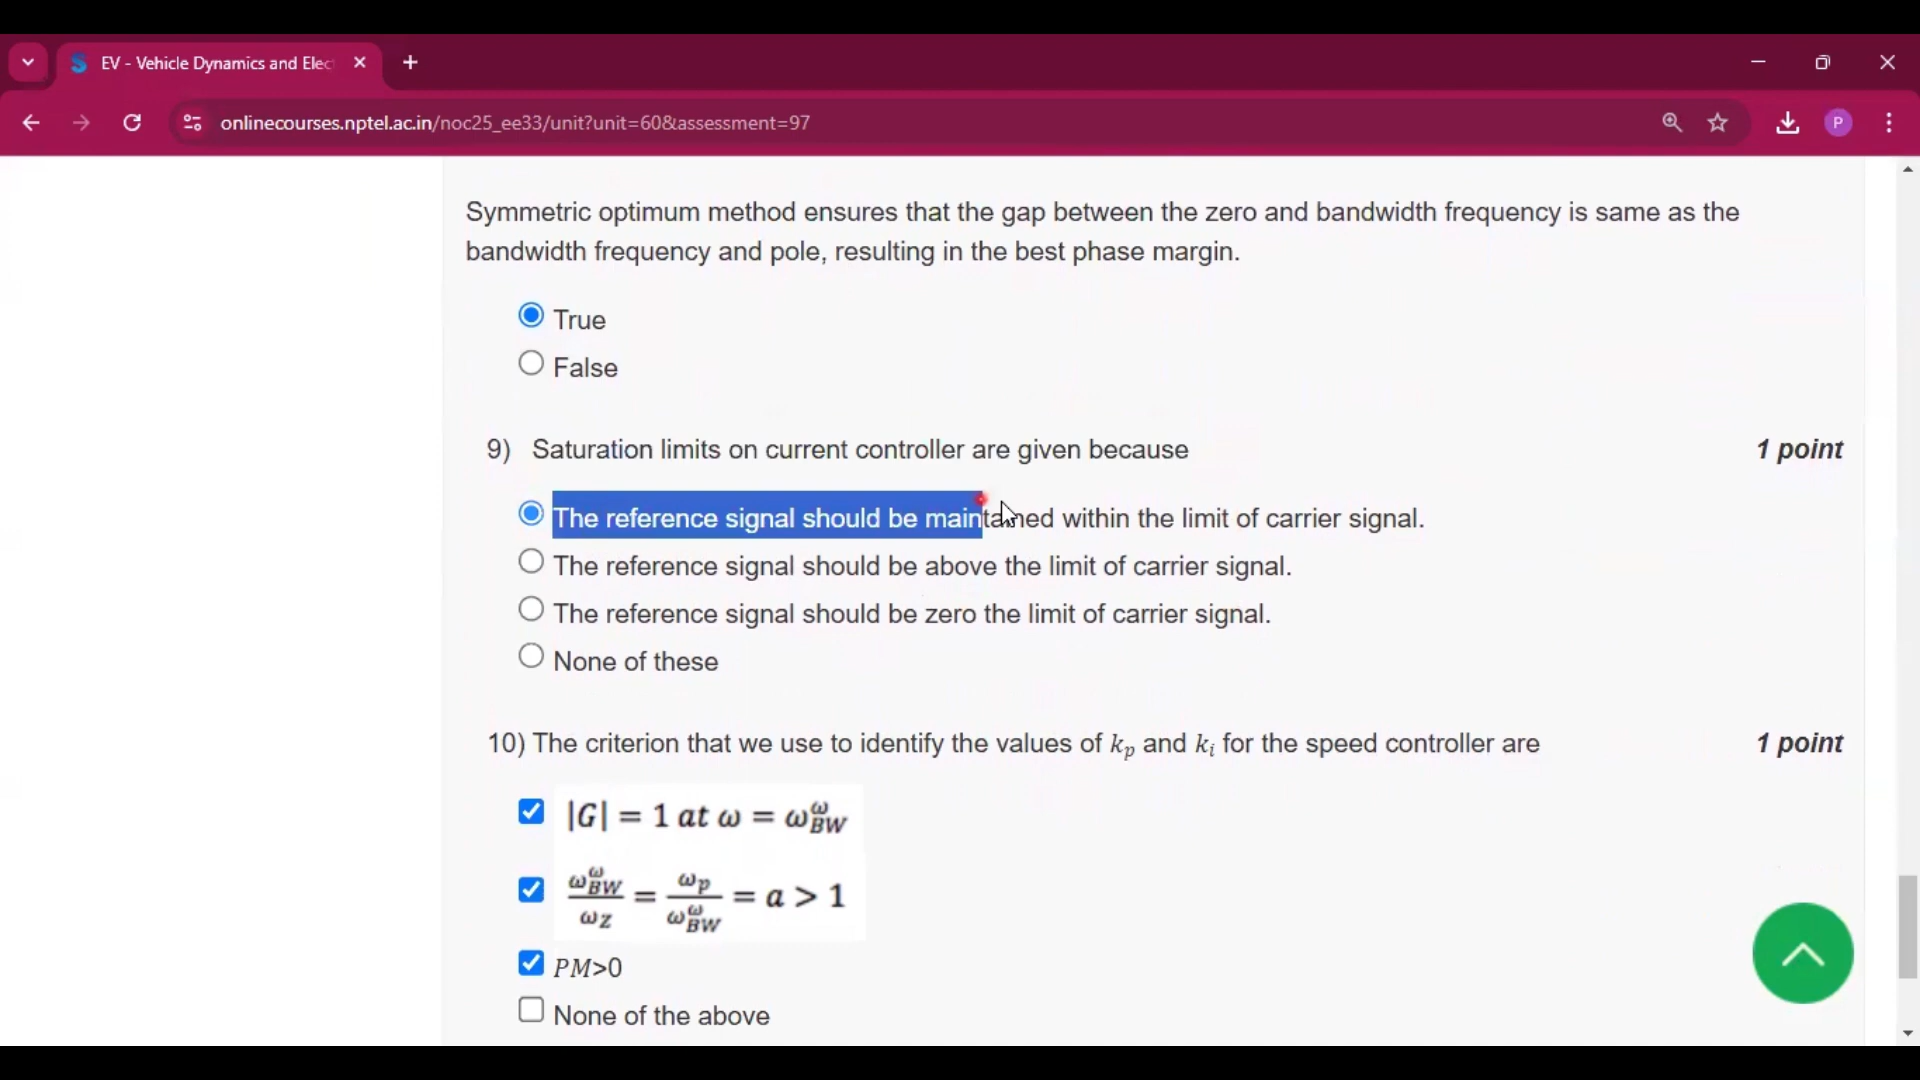 EV - Vehicle Dynamics and Elec
onlinecourses.nptel.ac.in/noc25_ee33/unit?unit=60&assessment=97
P
Symmetric optimum method ensures that the gap between the zero and bandwidth frequency is same as the
bandwidth frequency and pole, resulting in the best phase margin.
True
False
9) Saturation limits on current controller are given because 1 point
The reference signal should be maintained within the limit of carrier signal.
The reference signal should be above the limit of carrier signal.
The reference signal should be zero the limit of carrier signal.
None of these
10) The criterion that we use to identify the values of k_p and k_i for the speed controller are 1 point
|G| = 1 at ω = ω_BW^ω
ω_BW^ω / ω_Z = ω_p / ω_BW^ω = a > 1
PM>0
None of the above